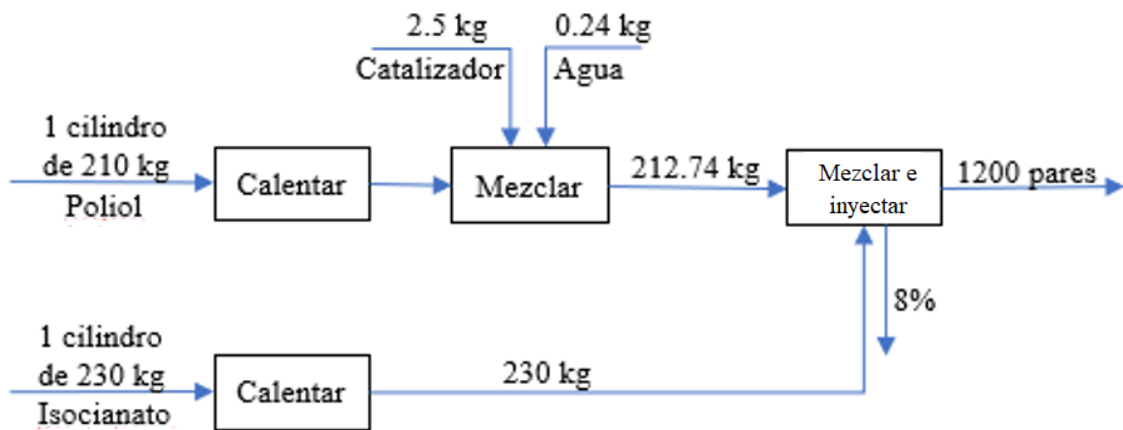 2.5 kg
Catalizador
0.24 kg
Agua
1 cilindro
de 210 kg
Poliol
Calentar
Mezclar
212.74 kg
Mezclar e
inyectar
1200 pares
8%
1 cilindro
de 230 kg
Isocianato
Calentar
230 kg